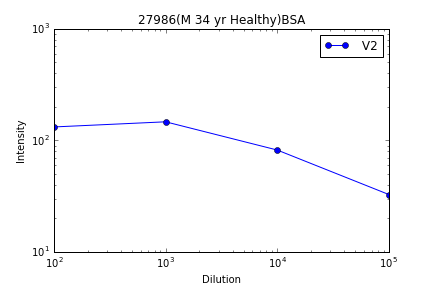 27986(M 34 yr Healthy)BSA
V2
10³
10²
10¹
Intensity
10² 10³ 10⁴ 10⁵
Dilution